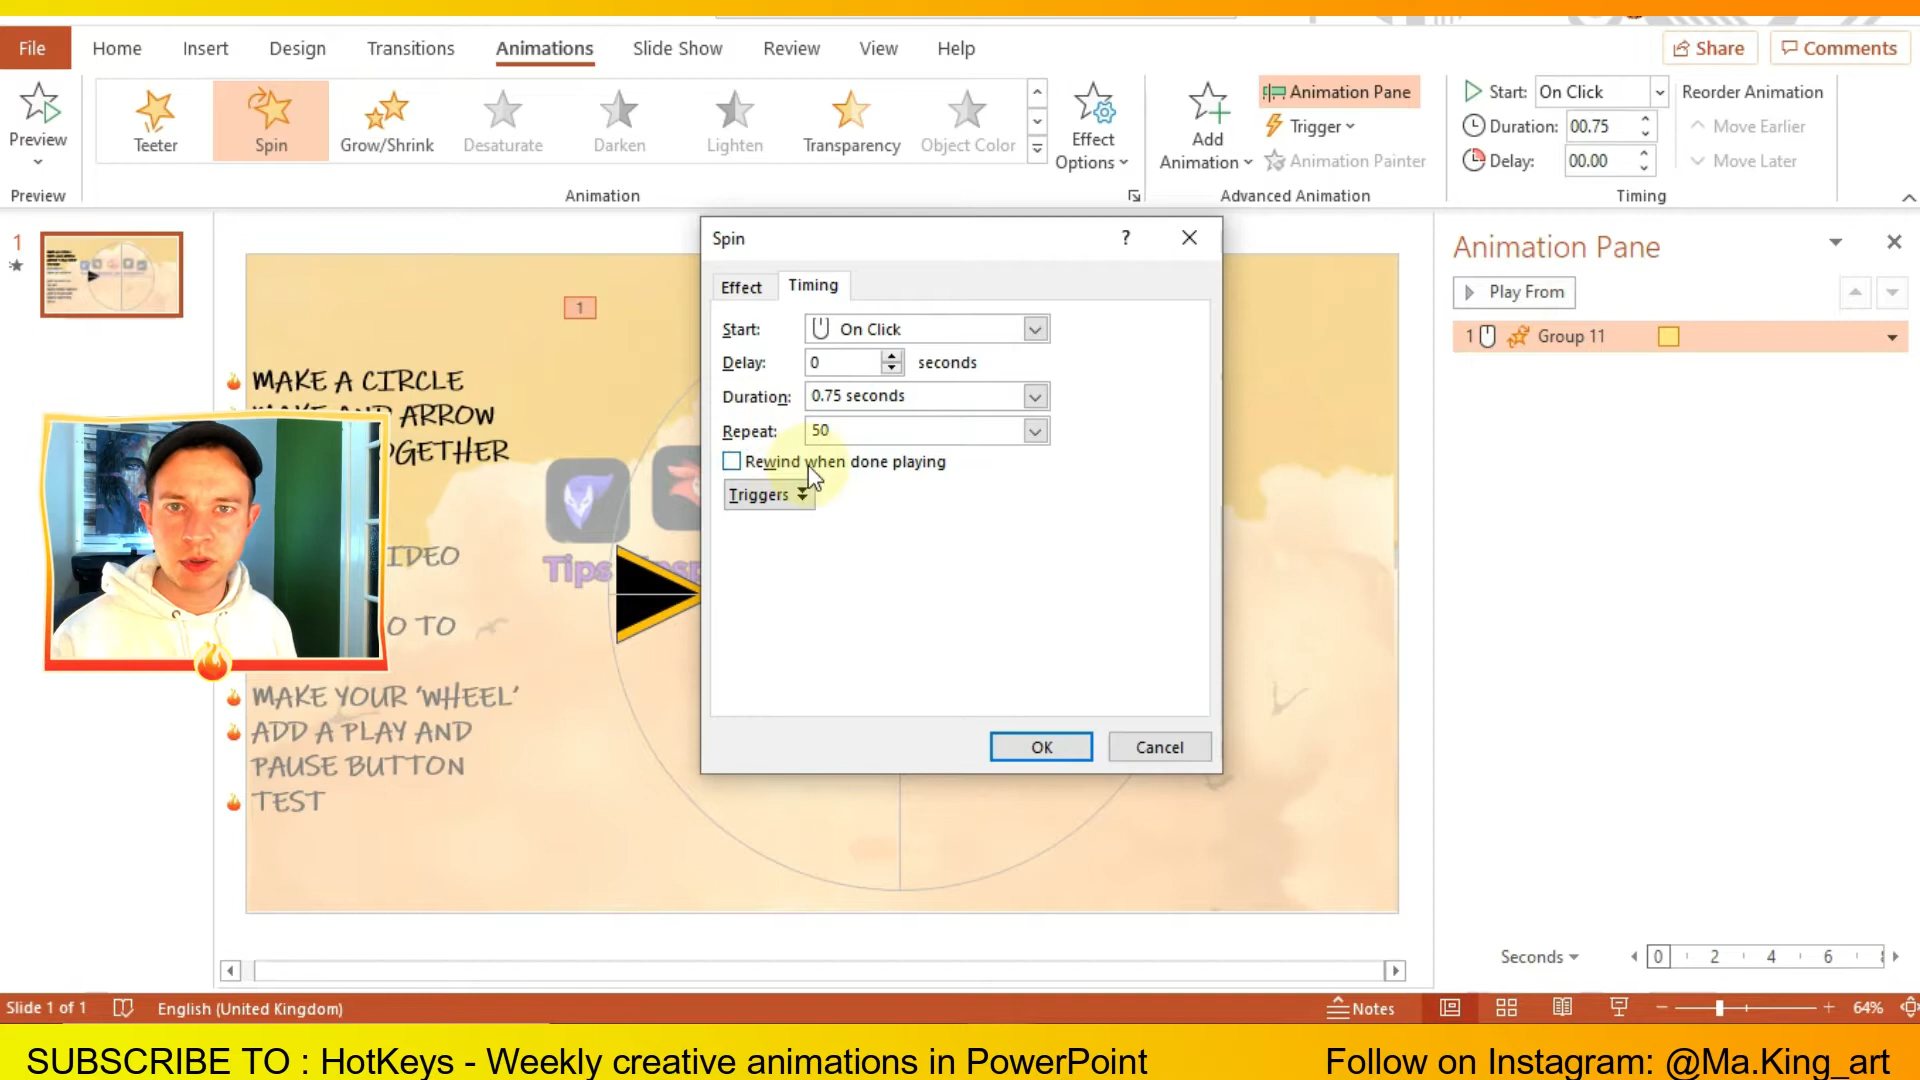 File Home Insert Design Transitions Animations Slide Show Review View Help Share Comments
Preview Teeter Spin Grow/Shrink Desaturate Darken Lighten Transparency Object Color Effect Options Add Animation Animation Pane Trigger Animation Painter Start: On Click Duration: 00.75 Delay: 00.00 Reorder Animation Move Earlier Move Later
Preview Animation Advanced Animation Timing
1
1
MAKE A CIRCLE
AND ARROW
MAKE YOUR ‘WHEEL’
ADD A PLAY AND
PAUSE BUTTON
TEST
Tips
Spin ?
Effect Timing
Start: On Click
Delay: 0 seconds
Duration: 0.75 seconds
Repeat: 50
Rewind when done playing
Triggers
OK Cancel
Animation Pane
Play From
1 Group 11
Seconds 0 2 4 6
Slide 1 of 1 English (United Kingdom) Notes 64%
SUBSCRIBE TO : HotKeys - Weekly creative animations in PowerPoint Follow on Instagram: @Ma.King_art